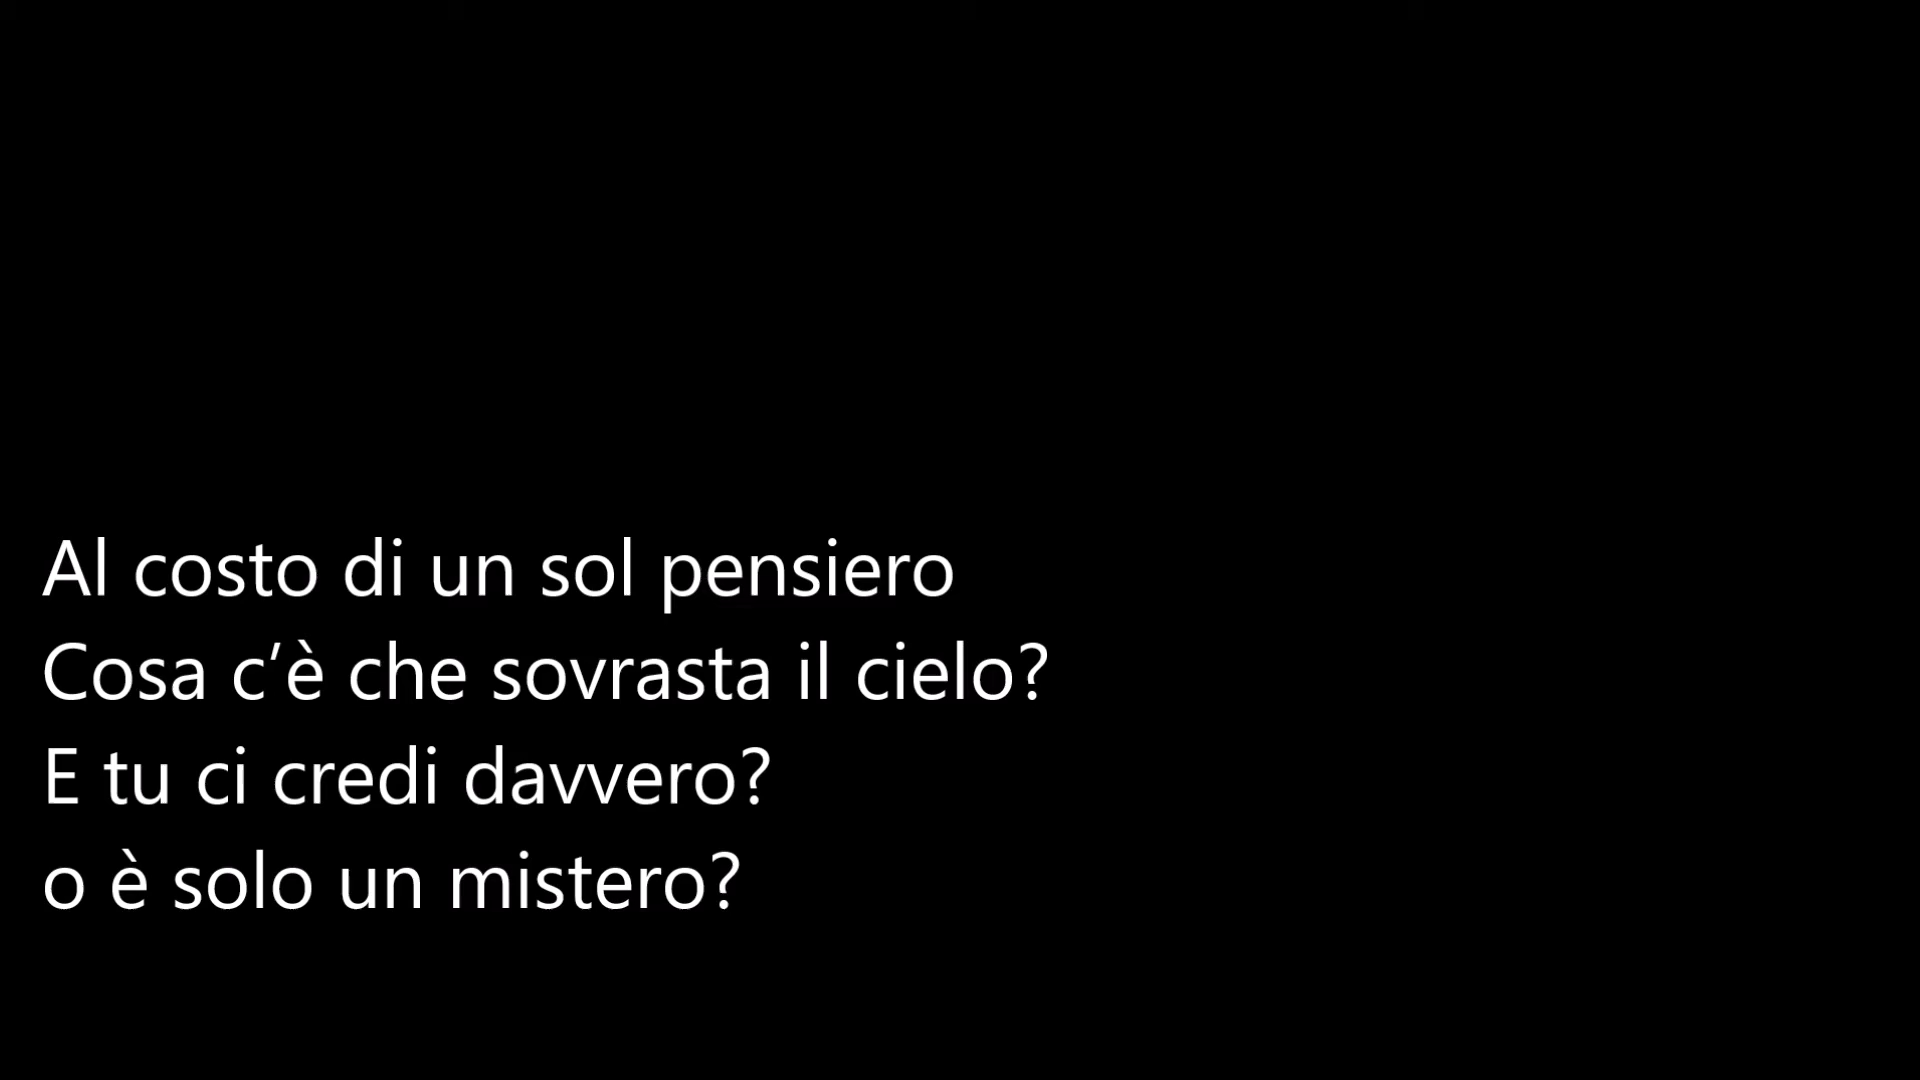 Al costo di un sol pensiero
Cosa c’è che sovrasta il cielo?
E tu ci credi davvero?
o è solo un mistero?